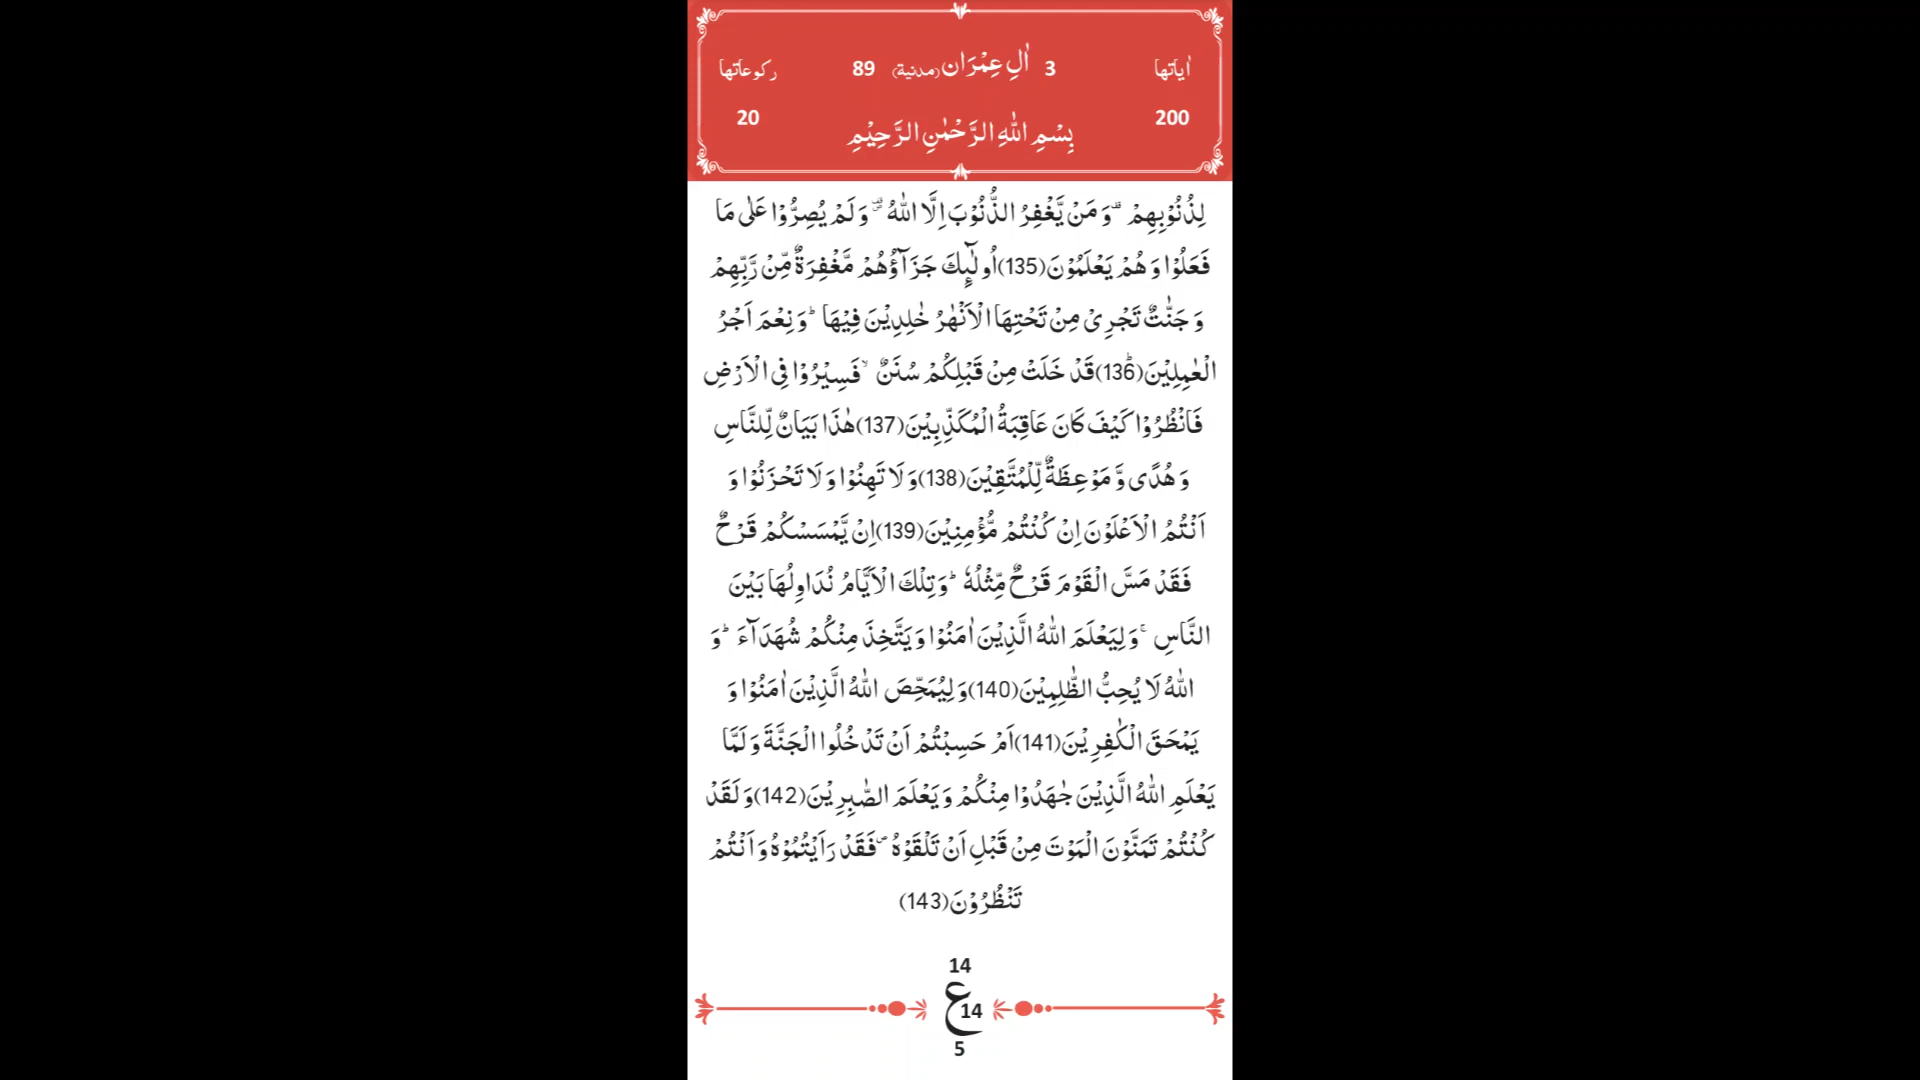 اٰیاتها 3 اٰلِ عِمْرَان (مدنية) 89 ركوعاتها
200 بِسْمِ اللّٰهِ الرَّحْمٰنِ الرَّحِیْمِ 20
لِذُنُوْبِهِمْ۫-وَ مَنْ یَّغْفِرُ الذُّنُوْبَ اِلَّا اللّٰهُ ﳑ وَ لَمْ یُصِرُّوْا عَلٰى مَا
فَعَلُوْا وَ هُمْ یَعْلَمُوْنَ(135)اُولٰٓىٕكَ جَزَآؤُهُمْ مَّغْفِرَةٌ مِّنْ رَّبِّهِمْ
وَ جَنّٰتٌ تَجْرِیْ مِنْ تَحْتِهَا الْاَنْهٰرُ خٰلِدِیْنَ فِیْهَاؕ-وَ نِعْمَ اَجْرُ
الْعٰمِلِیْنَﭤ(136)قَدْ خَلَتْ مِنْ قَبْلِكُمْ سُنَنٌۙ-فَسِیْرُوْا فِی الْاَرْضِ
فَانْظُرُوْا كَیْفَ كَانَ عَاقِبَةُ الْمُكَذِّبِیْنَ(137)هٰذَا بَیَانٌ لِّلنَّاسِ
وَ هُدًى وَّ مَوْعِظَةٌ لِّلْمُتَّقِیْنَ(138)وَ لَا تَهِنُوْا وَ لَا تَحْزَنُوْا وَ
اَنْتُمُ الْاَعْلَوْنَ اِنْ كُنْتُمْ مُّؤْمِنِیْنَ(139)اِنْ یَّمْسَسْكُمْ قَرْحٌ
فَقَدْ مَسَّ الْقَوْمَ قَرْحٌ مِّثْلُهٗؕ-وَ تِلْكَ الْاَیَّامُ نُدَاوِلُهَا بَیْنَ
النَّاسِۚ-وَ لِیَعْلَمَ اللّٰهُ الَّذِیْنَ اٰمَنُوْا وَ یَتَّخِذَ مِنْكُمْ شُهَدَآءَؕ-وَ
اللّٰهُ لَا یُحِبُّ الظّٰلِمِیْنَ(140)وَ لِیُمَحِّصَ اللّٰهُ الَّذِیْنَ اٰمَنُوْا وَ
یَمْحَقَ الْكٰفِرِیْنَ(141)اَمْ حَسِبْتُمْ اَنْ تَدْخُلُوا الْجَنَّةَ وَ لَمَّا
یَعْلَمِ اللّٰهُ الَّذِیْنَ جٰهَدُوْا مِنْكُمْ وَ یَعْلَمَ الصّٰبِرِیْنَ(142)وَ لَقَدْ
كُنْتُمْ تَمَنَّوْنَ الْمَوْتَ مِنْ قَبْلِ اَنْ تَلْقَوْهُ۪-فَقَدْ رَاَیْتُمُوْهُ وَ اَنْتُمْ
تَنْظُرُوْنَ(143)
14
ع 14
5